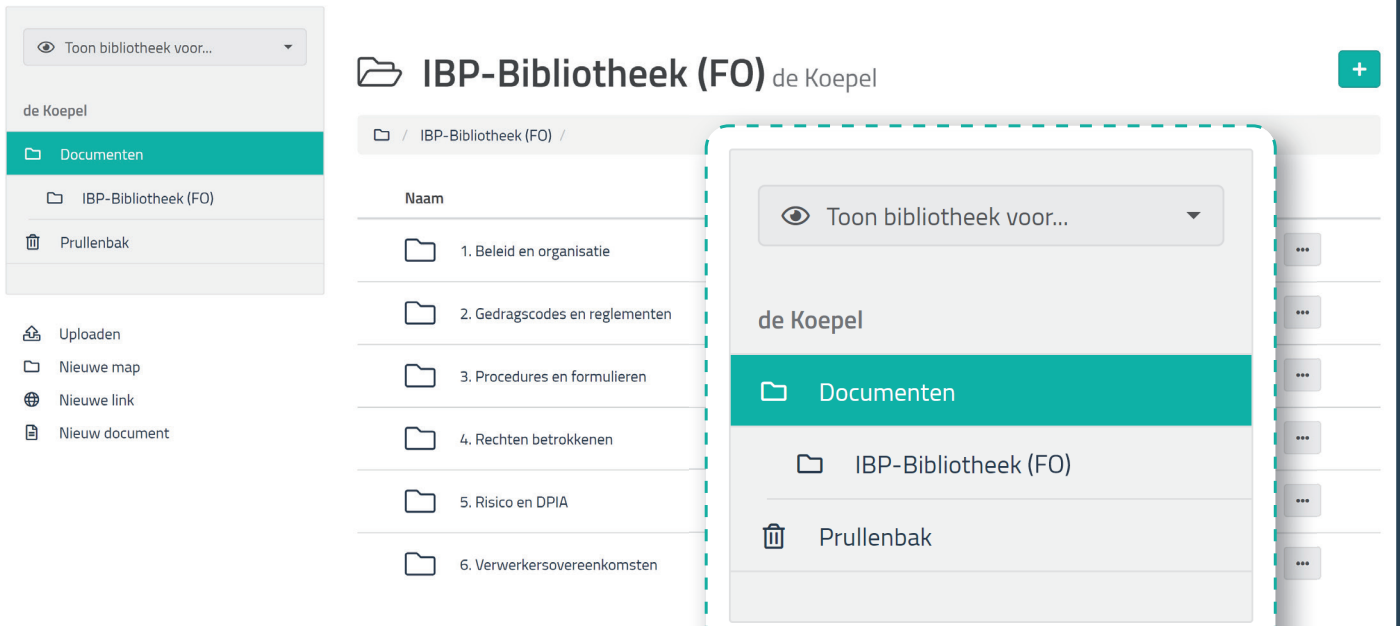 Toon bibliotheek voor...
de Koepel
Documenten
IBP-Bibliotheek (FO)
Prullenbak
Uploaden
Nieuwe map
Nieuwe link
Nieuw document
IBP-Bibliotheek (FO) de Koepel
+
/ IBP-Bibliotheek (FO) /
Naam
1. Beleid en organisatie
2. Gedragscodes en reglementen
3. Procedures en formulieren
4. Rechten betrokkenen
5. Risico en DPIA
6. Verwerkersovereenkomsten
Toon bibliotheek voor...
de Koepel
Documenten
IBP-Bibliotheek (FO)
Prullenbak